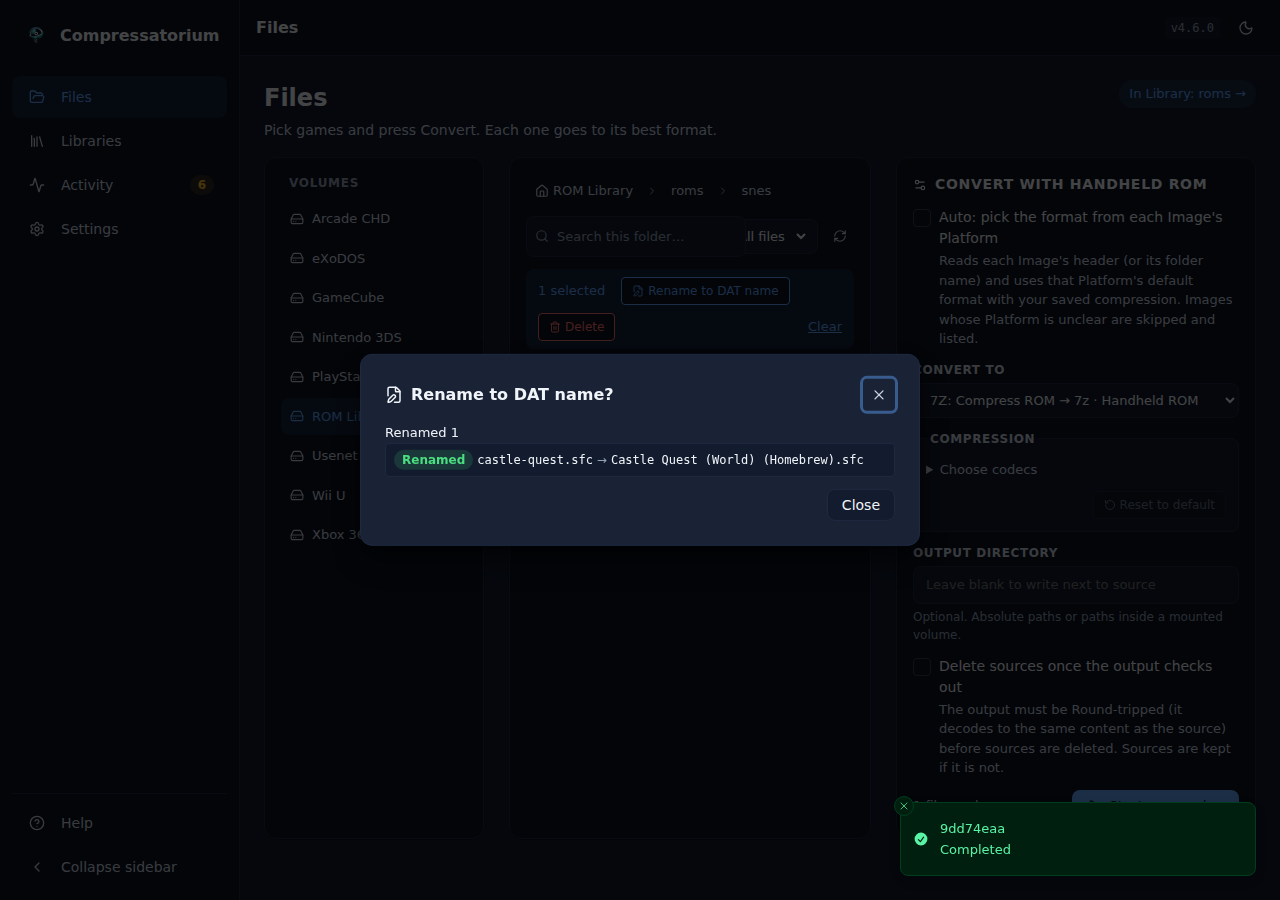 Compressatorium
Files
Libraries
Activity
6
Settings
Help
Collapse sidebar
Files
v4.6.0
Files
Pick games and press Convert. Each one goes to its best format.
In Library: roms →
VOLUMES
Arcade CHD
eXoDOS
GameCube
Nintendo 3DS
Wii U
ROM Library
roms
snes
Search this folder…
files
1 selected
Rename to DAT name
Delete
Clear
CONVERT WITH HANDHELD ROM
Auto: pick the format from each Image's
Platform
Reads each Image's header (or its folder
name) and uses that Platform's default
format with your saved compression. Images
whose Platform is unclear are skipped and
listed.
TO
7Z: Compress ROM → 7z · Handheld ROM
COMPRESSION
Choose codecs
Reset to default
OUTPUT DIRECTORY
Leave blank to write next to source
Optional. Absolute paths or paths inside a mounted
volume.
Delete sources once the output checks
out
The output must be Round-tripped (it
decodes to the same content as the source)
before sources are deleted. Sources are kept
if it is not.
Rename to DAT name?
Renamed 1
Renamed castle-quest.sfc → Castle Quest (World) (Homebrew).sfc
Close
9dd74eaa
Completed